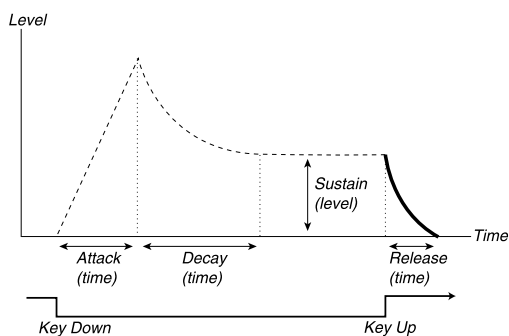 Level
Sustain
(level)
Time
Attack
(time)
Decay
(time)
Release
(time)
Key Down
Key Up